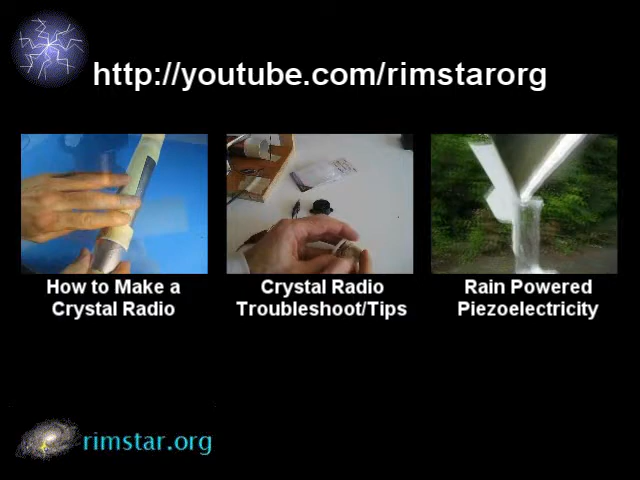 http://youtube.com/rimstarorg
How to Make a
Crystal Radio
Crystal Radio
Troubleshoot/Tips
Rain Powered
Piezoelectricity
rimstar.org